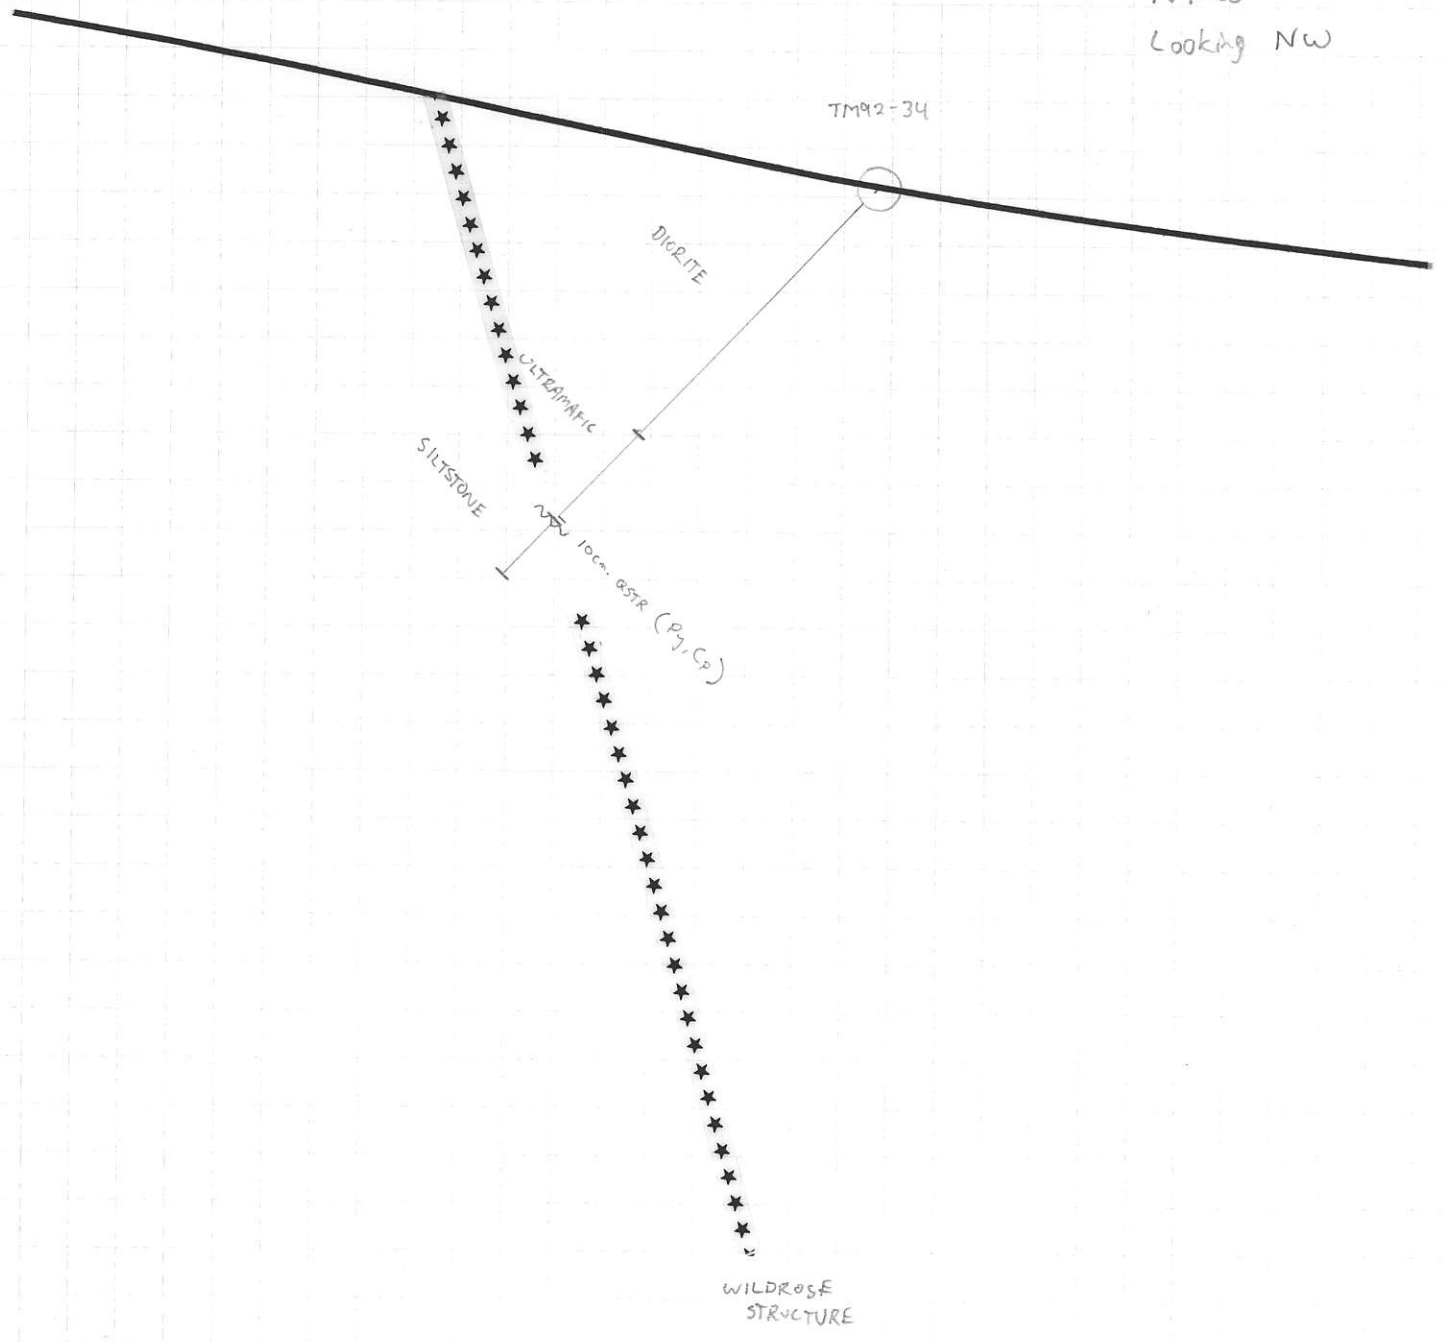 Looking NW
TM92-34
DIORITE
ULTRAMAFIC
SILTSTONE
10cm. QSTR (Py, Cp)
WILDROSE
STRUCTURE